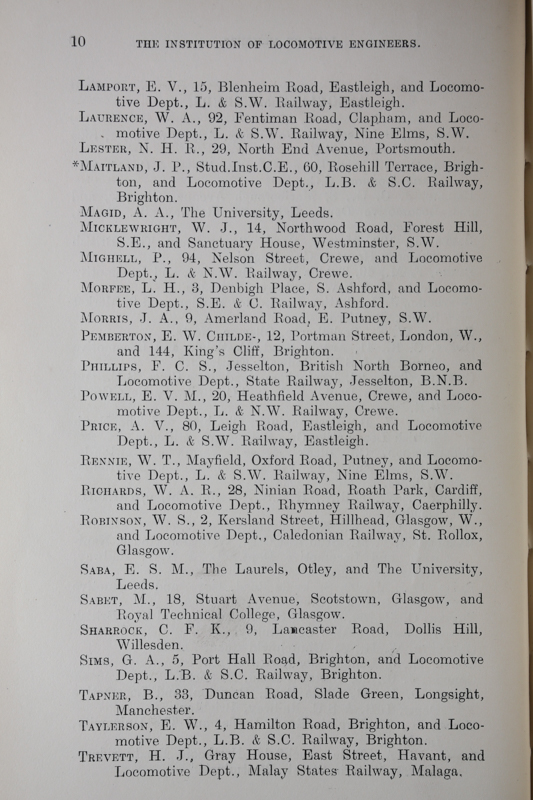 10 THE INSTITUTION OF LOCOMOTIVE ENGINEERS.
LAMPORT, E. V., 15, Blenheim Road, Eastleigh, and Locomo-
tive Dept., L. & S.W. Railway, Eastleigh.
LAURENCE, W. A., 92, Fentiman Road, Clapham, and Loco-
motive Dept., L. & S.W. Railway, Nine Elms, S.W.
LESTER, N. H. R., 29, North End Avenue, Portsmouth.
*MAITLAND, J. P., Stud.Inst.C.E., 60, Rosehill Terrace, Brigh-
ton, and Locomotive Dept., L.B. & S.C. Railway,
Brighton.
MAGID, A. A., The University, Leeds.
MICKLEWRIGHT, W. J., 14, Northwood Road, Forest Hill,
S.E., and Sanctuary House, Westminster, S.W.
MIGHELL, P., 94, Nelson Street, Crewe, and Locomotive
Dept., L. & N.W. Railway, Crewe.
MORFEE, L. H., 3, Denbigh Place, S. Ashford, and Locomo-
tive Dept., S.E. & C. Railway, Ashford.
MORRIS, J. A., 9, Amerland Road, E. Putney, S.W.
PEMBERTON, E. W. CHILDE-, 12, Portman Street, London, W.,
and 144, King's Cliff, Brighton.
PHILLIPS, F. C. S., Jesselton, British North Borneo, and
Locomotive Dept., State Railway, Jesselton, B.N.B.
POWELL, E. V. M., 20, Heathfield Avenue, Crewe, and Loco-
motive Dept., L. & N.W. Railway, Crewe.
PRICE, A. V., 80, Leigh Road, Eastleigh, and Locomotive
Dept., L. & S.W. Railway, Eastleigh.
RENNIE, W. T., Mayfield, Oxford Road, Putney, and Locomo-
tive Dept., L. & S.W. Railway, Nine Elms, S.W.
RICHARDS, W. A. R., 28, Ninian Road, Roath Park, Cardiff,
and Locomotive Dept., Rhymney Railway, Caerphilly.
ROBINSON, W. S., 2, Kersland Street, Hillhead, Glasgow, W.,
and Locomotive Dept., Caledonian Railway, St. Rollox,
Glasgow.
SABA, E. S. M., The Laurels, Otley, and The University,
Leeds.
SABET, M., 18, Stuart Avenue, Scotstown, Glasgow, and
Royal Technical College, Glasgow.
SHARROCK, C. F. K., 9, Lancaster Road, Dollis Hill,
Willesden.
SIMS, G. A., 5, Port Hall Road, Brighton, and Locomotive
Dept., L.B. & S.C. Railway, Brighton.
TAPNER, B., 33, Duncan Road, Slade Green, Longsight,
Manchester.
TAYLERSON, E. W., 4, Hamilton Road, Brighton, and Loco-
motive Dept., L.B. & S.C. Railway, Brighton.
TREVETT, H. J., Gray House, East Street, Havant, and
Locomotive Dept., Malay States Railway, Malaga.